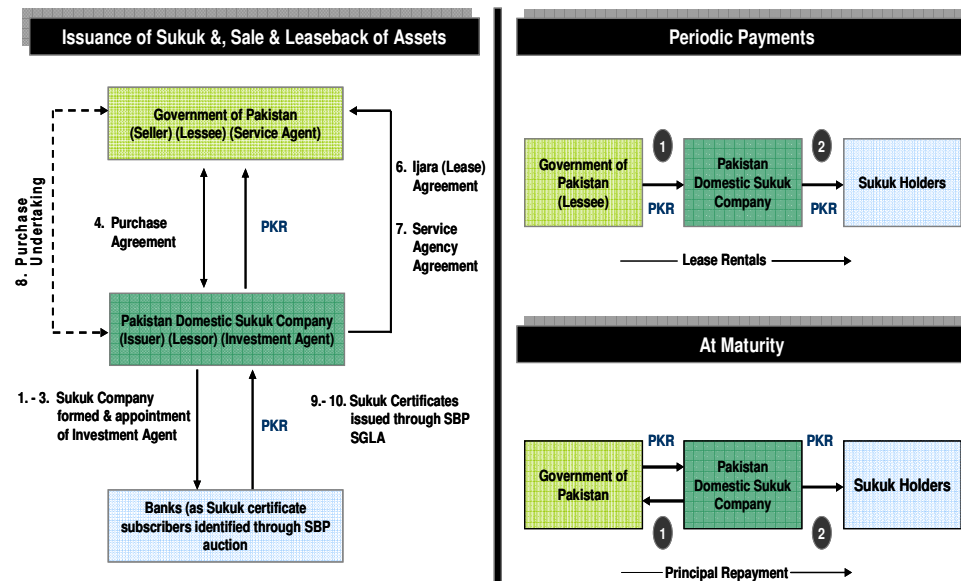 Issuance of Sukuk &, Sale & Leaseback of Assets
Government of Pakistan
(Seller) (Lessee) (Service Agent)
8. Purchase
Undertaking
4. Purchase
Agreement
PKR
6. Ijara (Lease)
Agreement
7. Service
Agency
Agreement
Pakistan Domestic Sukuk Company
(Issuer) (Lessor) (Investment Agent)
1. - 3. Sukuk Company
formed & appointment
of Investment Agent
PKR
9.- 10. Sukuk Certificates
issued through SBP
SGLA
Banks (as Sukuk certificate
subscribers identified through SBP
auction
Periodic Payments
Government of
Pakistan
(Lessee)
1
PKR
Pakistan
Domestic Sukuk
Company
2
PKR
Sukuk Holders
Lease Rentals
At Maturity
Government of
Pakistan
PKR
1
Pakistan
Domestic Sukuk
Company
PKR
2
Sukuk Holders
Principal Repayment